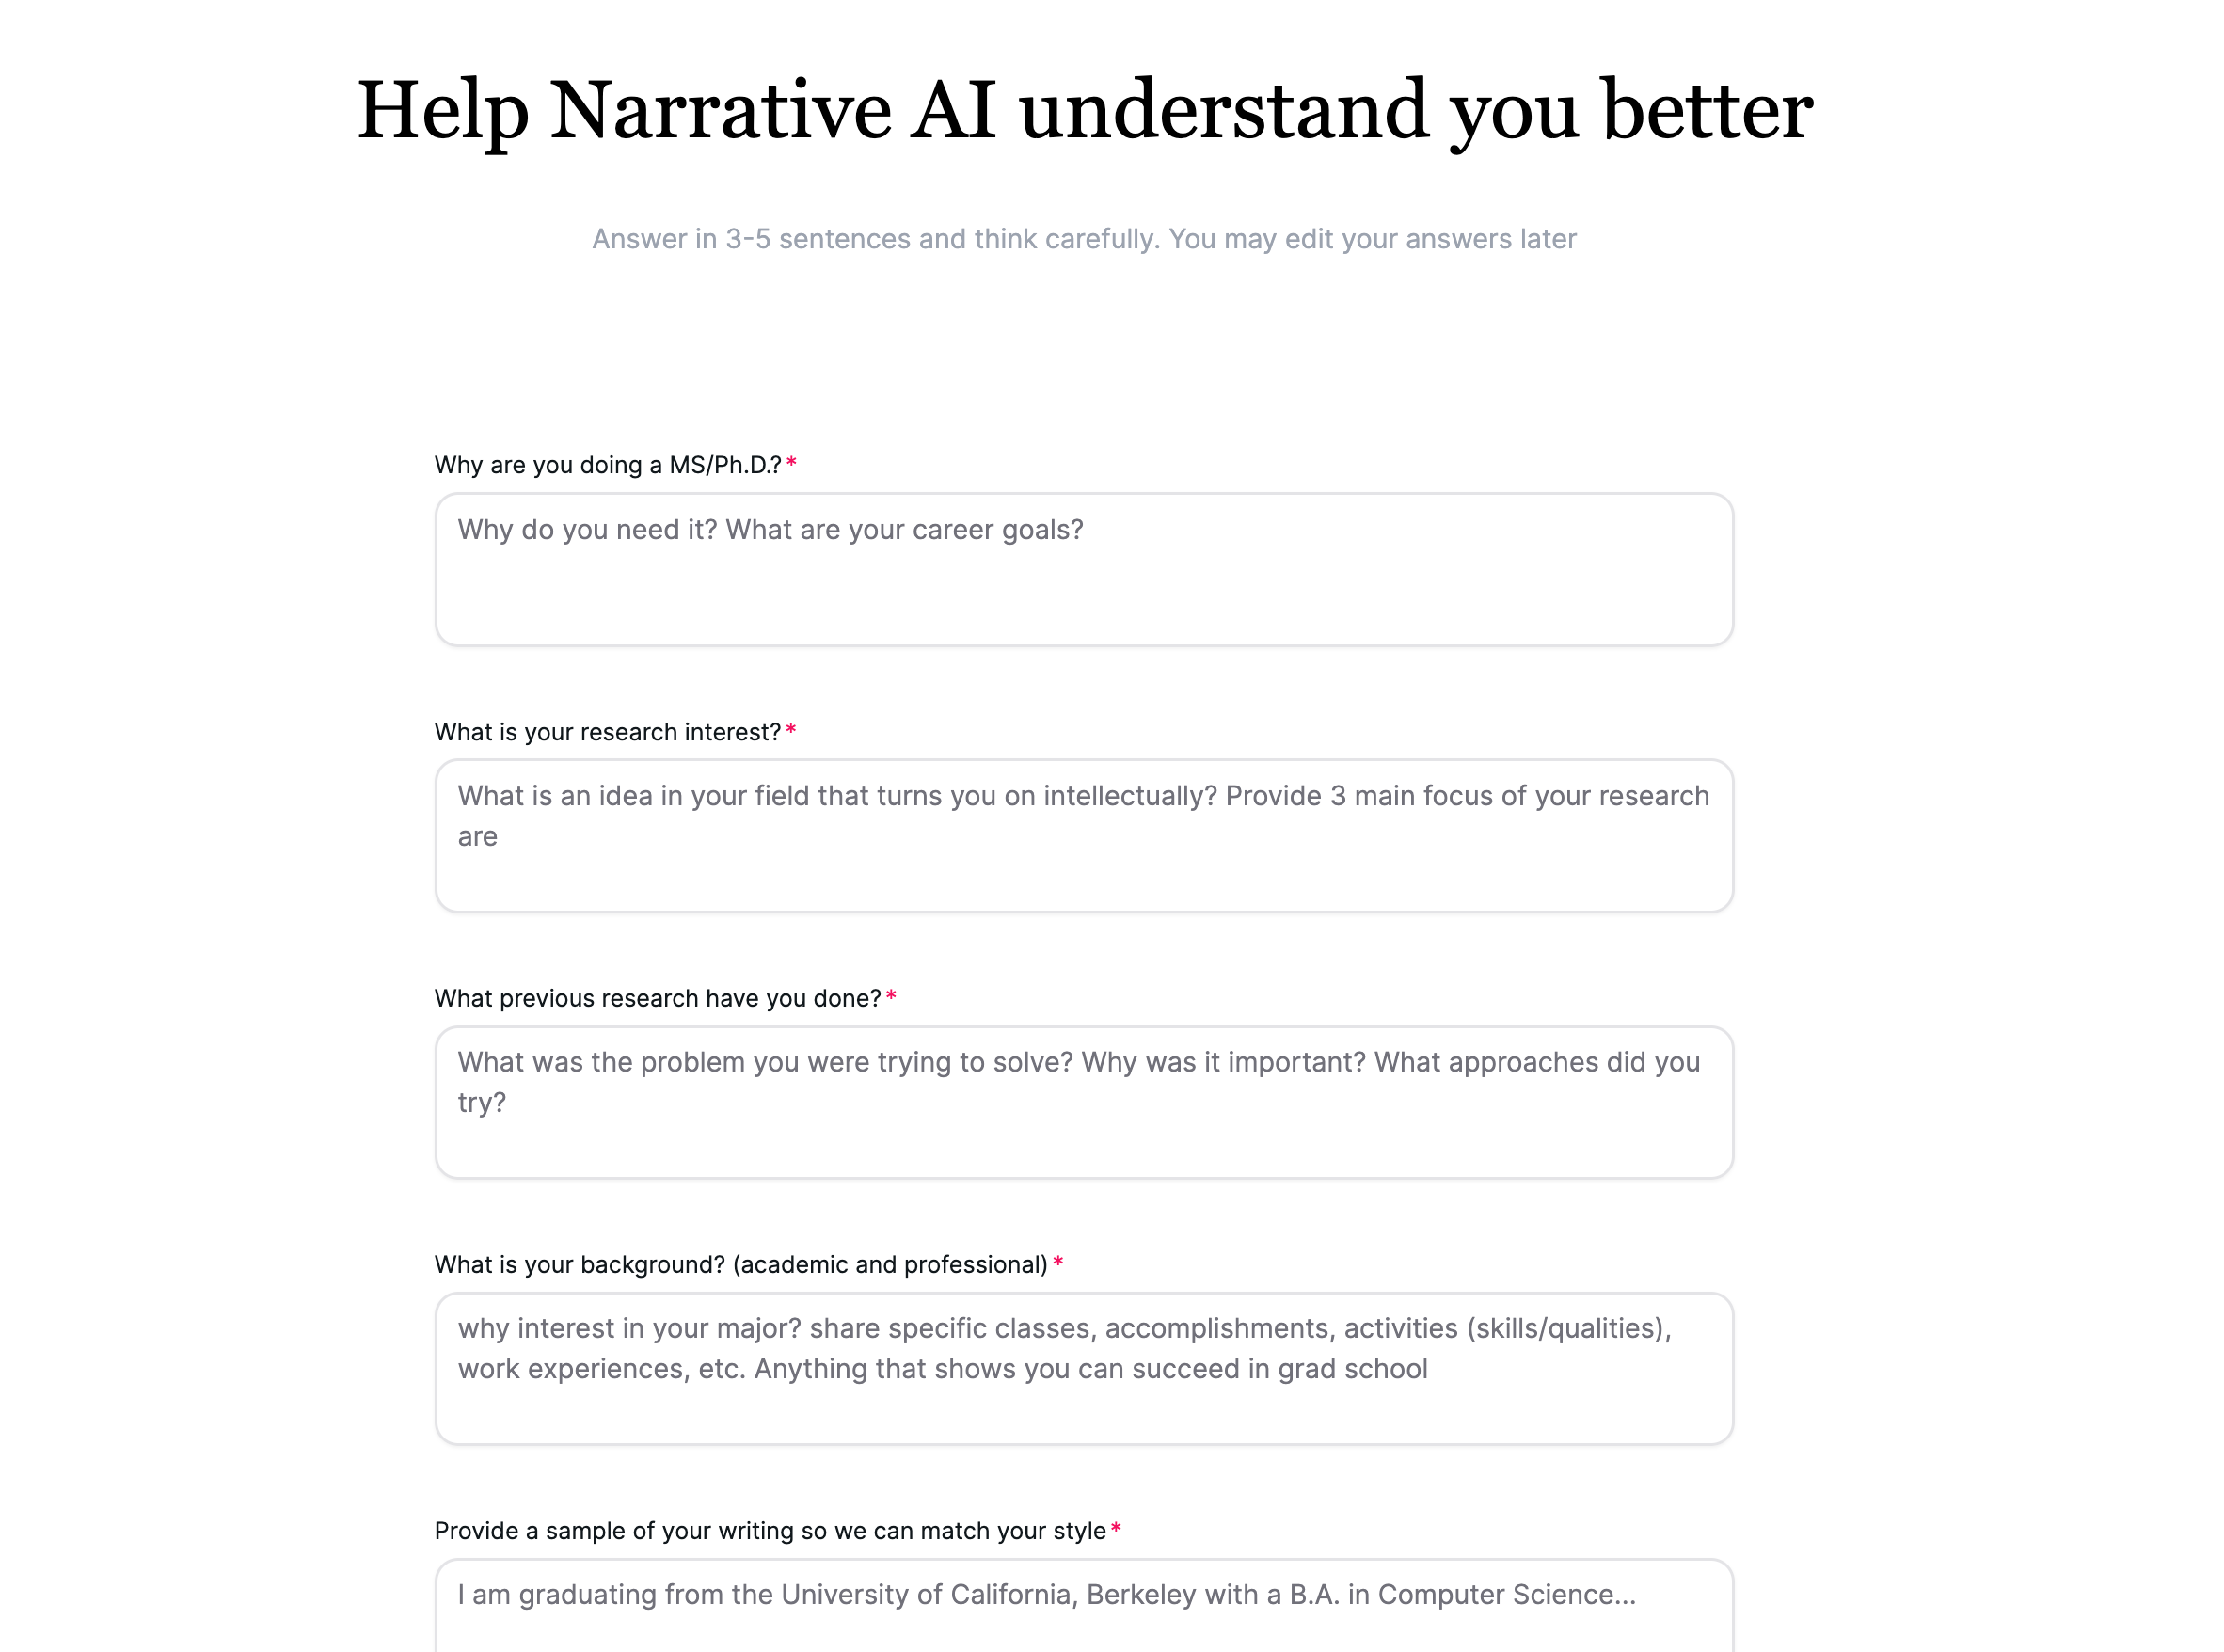 Help Narrative AI understand you better
Answer in 3-5 sentences and think carefully. You may edit your answers later
Why are you doing a MS/Ph.D.?*
Why do you need it? What are your career goals?
What is your research interest?*
What is an idea in your field that turns you on intellectually? Provide 3 main focus of your research
are
What previous research have you done?*
What was the problem you were trying to solve? Why was it important? What approaches did you
try?
What is your background? (academic and professional)*
why interest in your major? share specific classes, accomplishments, activities (skills/qualities),
work experiences, etc. Anything that shows you can succeed in grad school
Provide a sample of your writing so we can match your style*
I am graduating from the University of California, Berkeley with a B.A. in Computer Science...